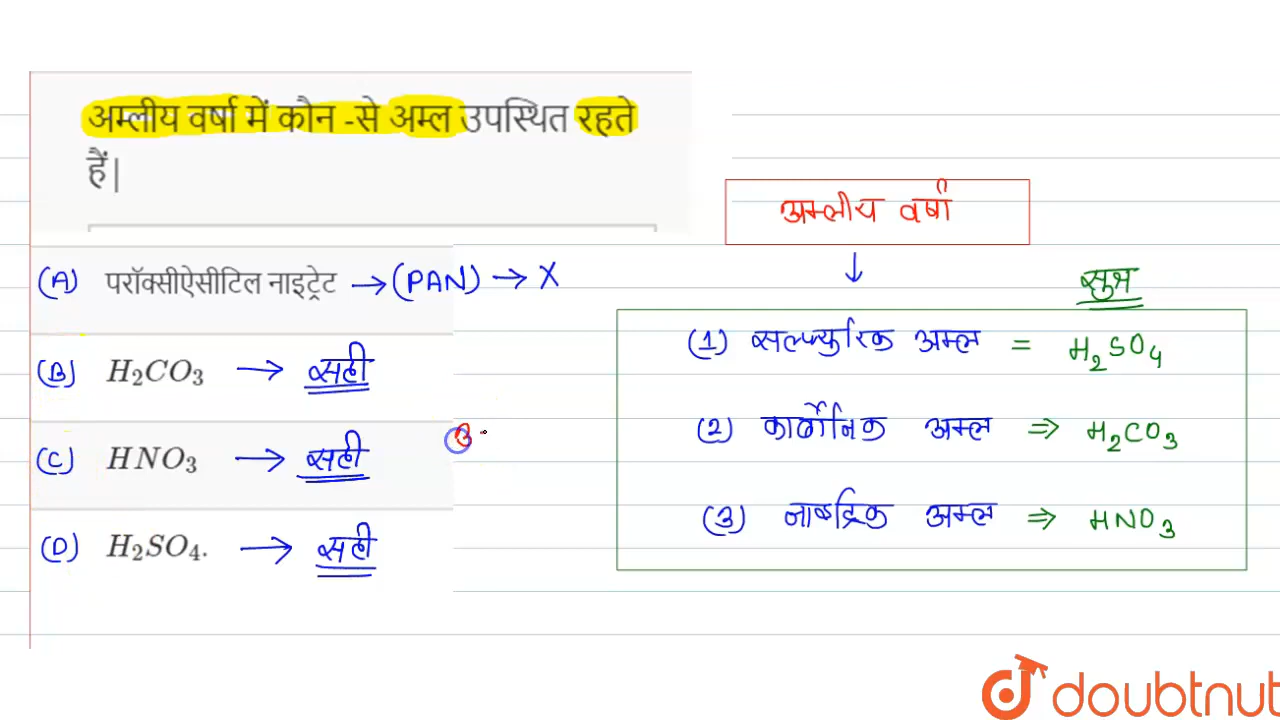 अम्लीय वर्षा में कौन -से अम्ल उपस्थित रहते
हैं|
(A) परॉक्सीऐसीटिल नाइट्रेट → (PAN) → X
(B) H₂CO₃ → सही
(C) HNO₃ → सही
(D) H₂SO₄. → सही
अम्लीय वर्षा
↓
सुत्र
(1) सल्फ्युरिक अम्ल = H₂SO₄
(2) कार्बोनिक अम्ल ⇒ H₂CO₃
(3) नाइट्रिक अम्ल ⇒ HNO₃
doubtnut